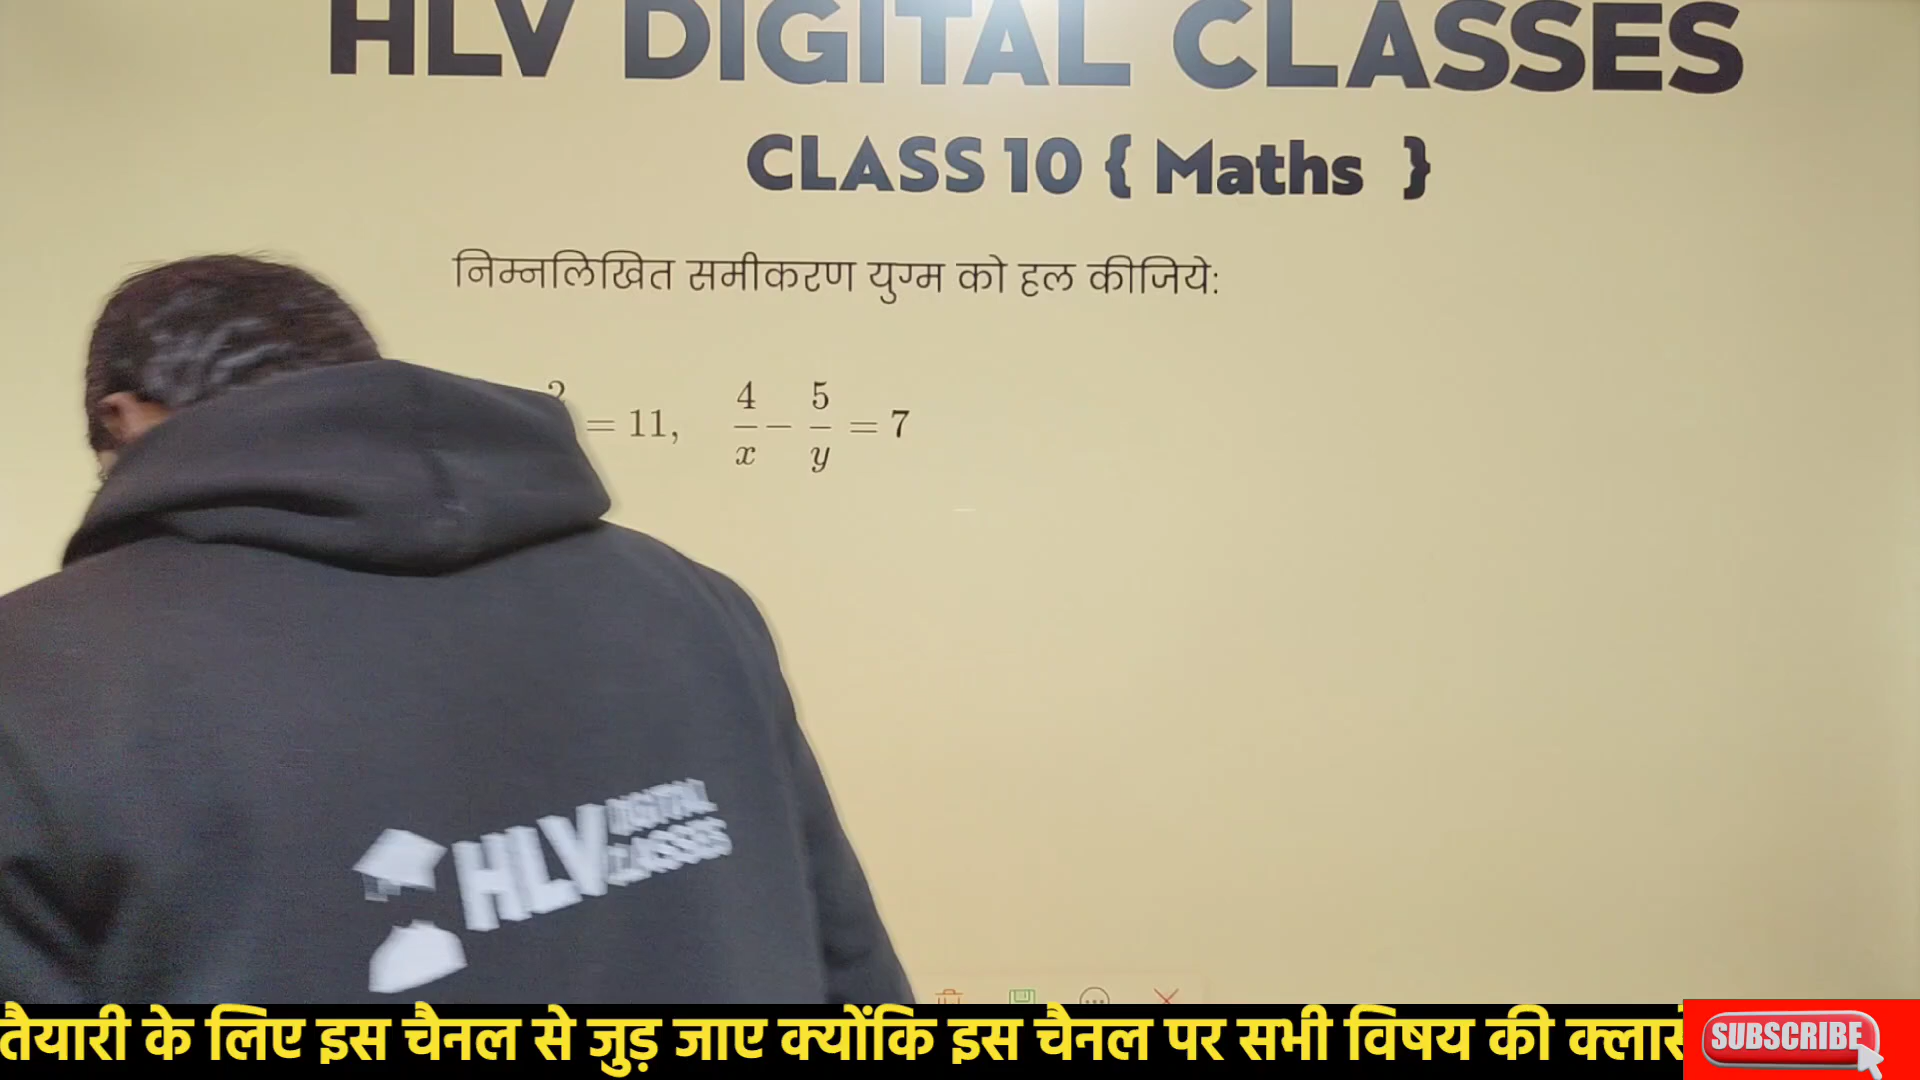 HLV DIGITAL CLASSES
CLASS 10 { Maths }
निम्नलिखित समीकरण युग्म को हल कीजिये:
2 = 11, 4/x − 5/y = 7
HLV DIGITAL CLASSES
तैयारी के लिए इस चैनल से जुड़ जाए क्योंकि इस चैनल पर सभी विषय की
SUBSCRIBE